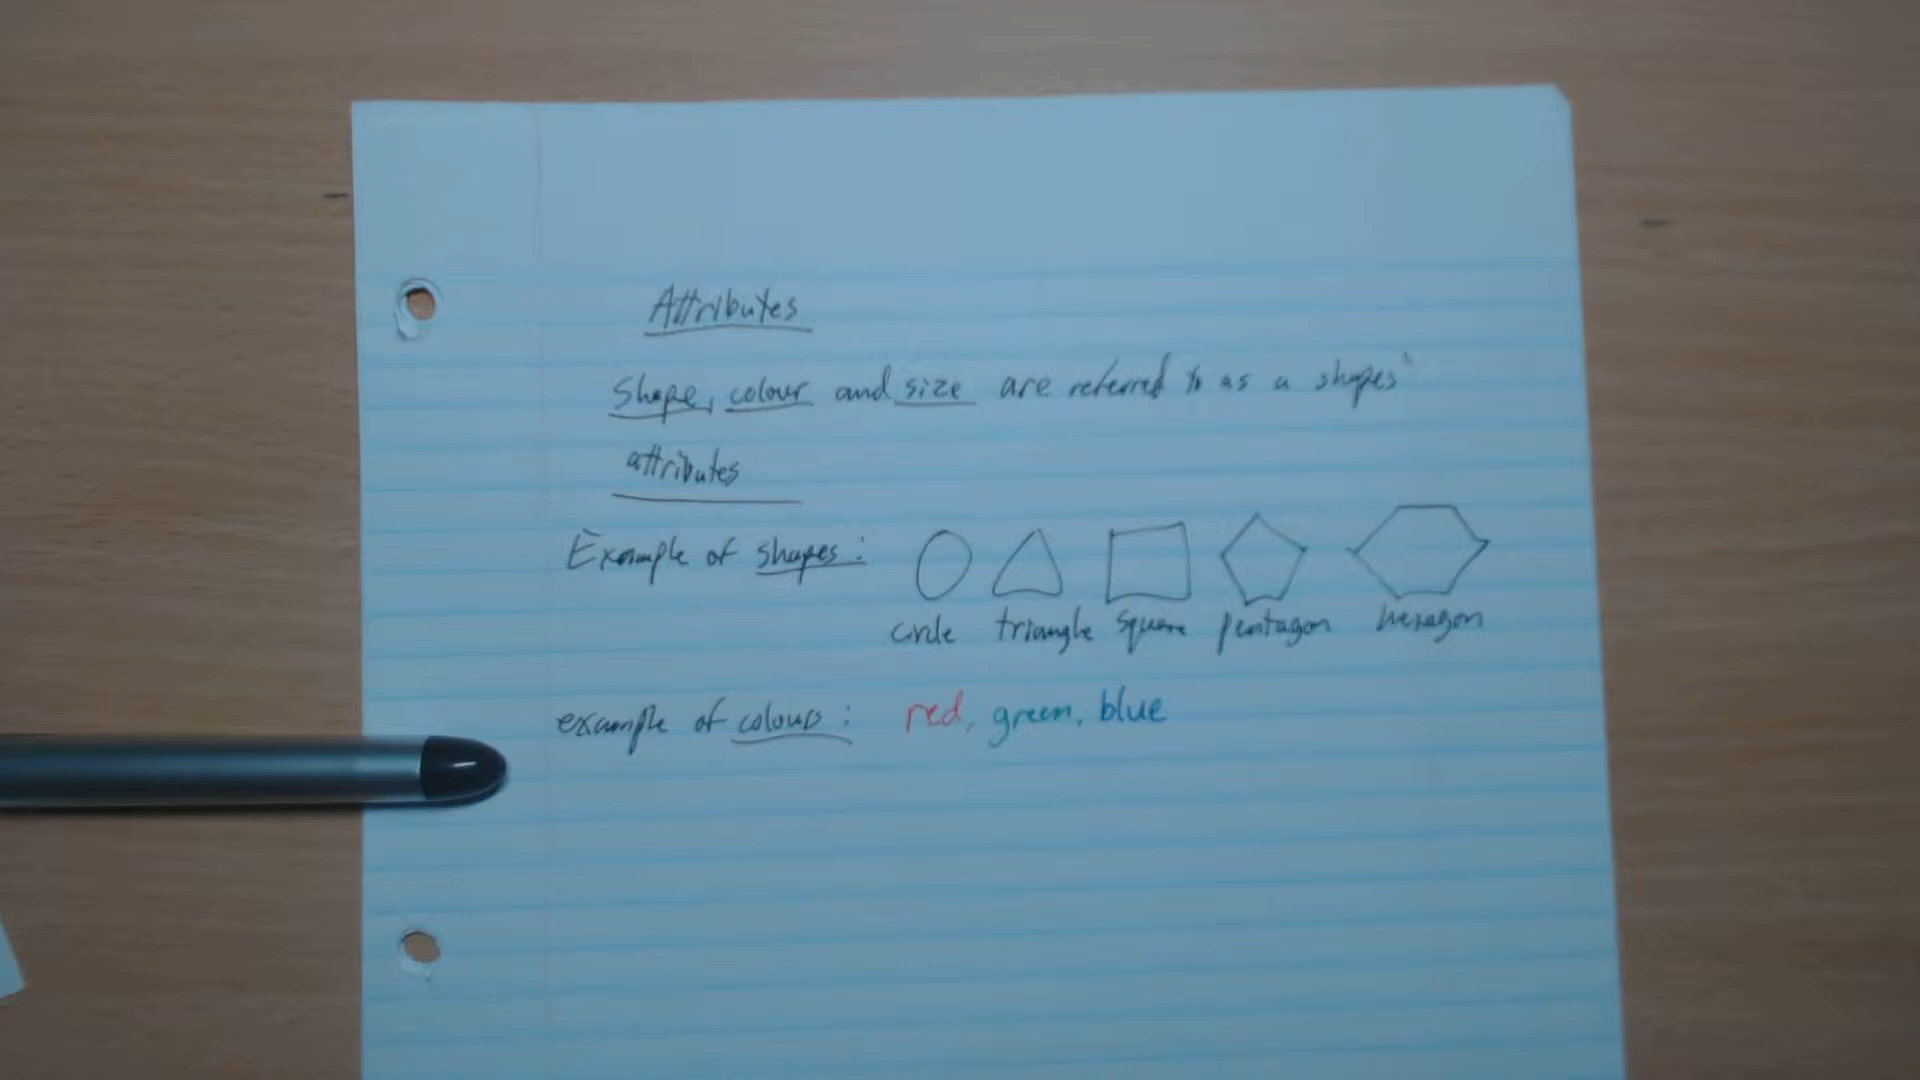 Attributes
Shape, colour and size are referred to as a shapes'
attributes
Example of shapes:
circle triangle square pentagon hexagon
example of colours: red, green, blue